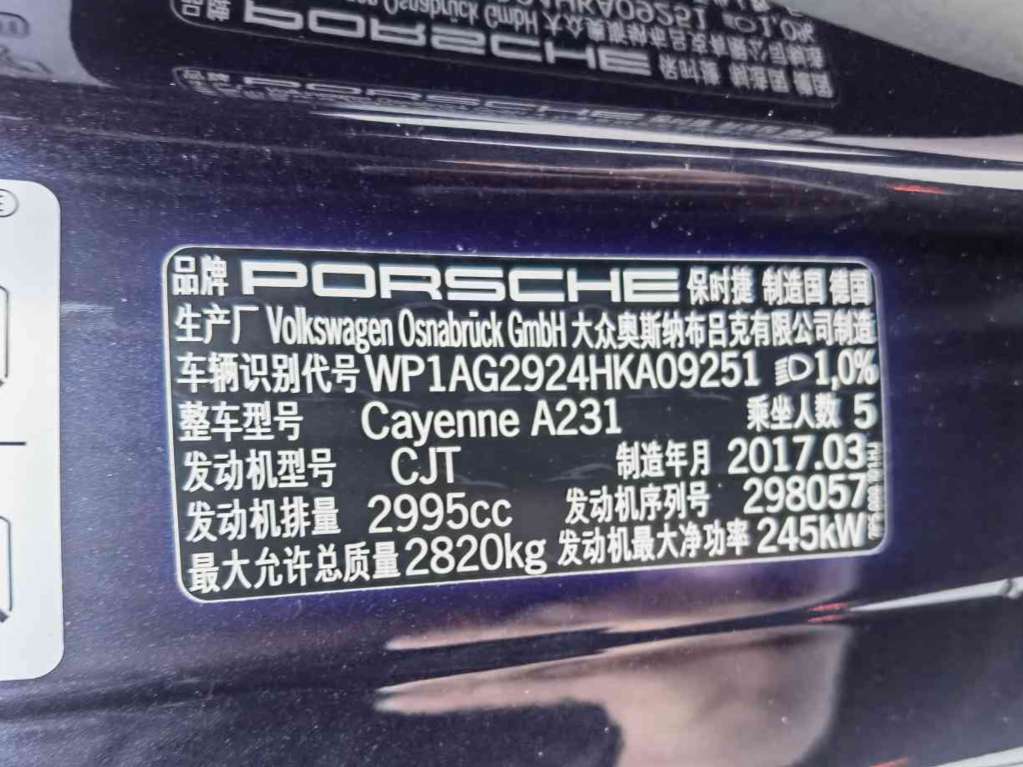 品牌 PORSCHE 保时捷 制造国 德国
生产厂 Volkswagen Osnabrück GmbH 大众奥斯纳布吕克有限公司制造
车辆识别代号 WP1AG2924HKA09251 1,0%
整车型号 Cayenne A231 乘坐人数 5
发动机型号 CJT 制造年月 2017.03
发动机排量 2995cc 发动机序列号 298057
最大允许总质量 2820kg 发动机最大净功率 245kW